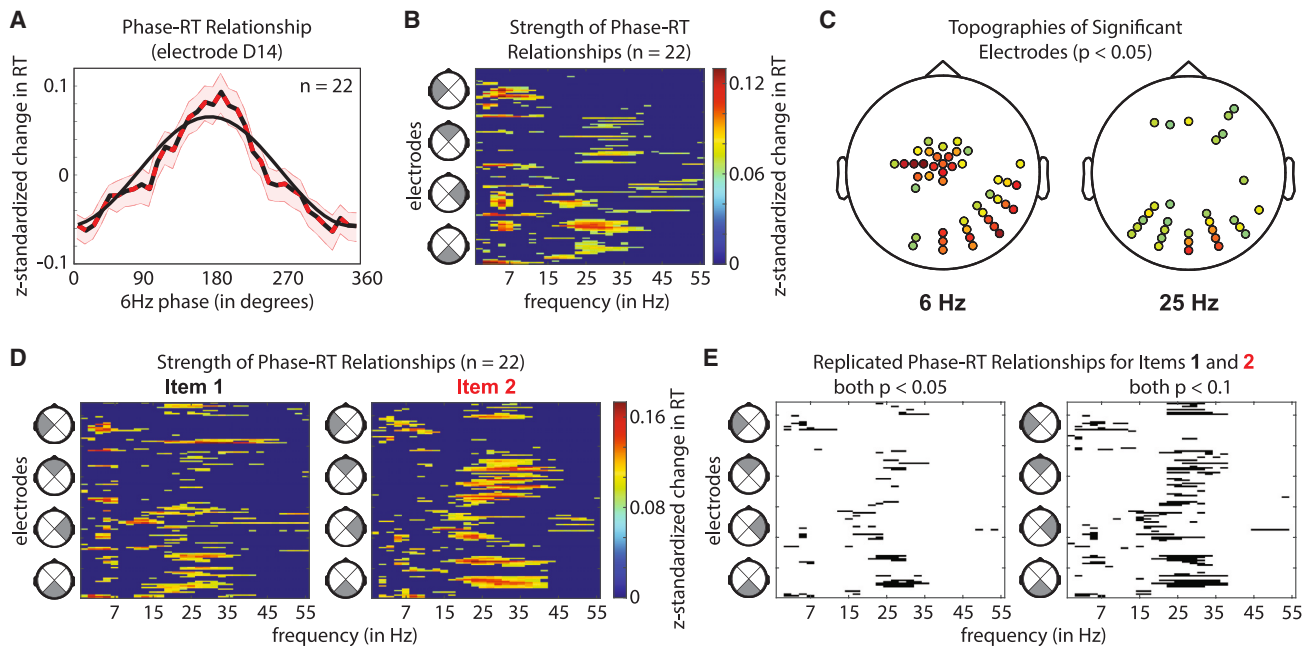 A
Phase-RT Relationship
(electrode D14)
z-standardized change in RT
0.1
0
-0.1
n = 22
0 90 180 270 360
6Hz phase (in degrees)
B
Strength of Phase-RT
Relationships (n = 22)
electrodes
7 15 25 35 45 55
frequency (in Hz)
0.12
0.06
0
z-standardized change in RT
C
Topographies of Significant
Electrodes (p < 0.05)
6 Hz
25 Hz
D
Strength of Phase-RT Relationships (n = 22)
Item 1
Item 2
electrodes
7 15 25 35 45 55
7 15 25 35 45 55
frequency (in Hz)
0.16
0.08
0
z-standardized change in RT
E
Replicated Phase-RT Relationships for Items 1 and 2
both p < 0.05
both p < 0.1
electrodes
7 15 25 35 45 55
7 15 25 35 45 55
frequency (in Hz)